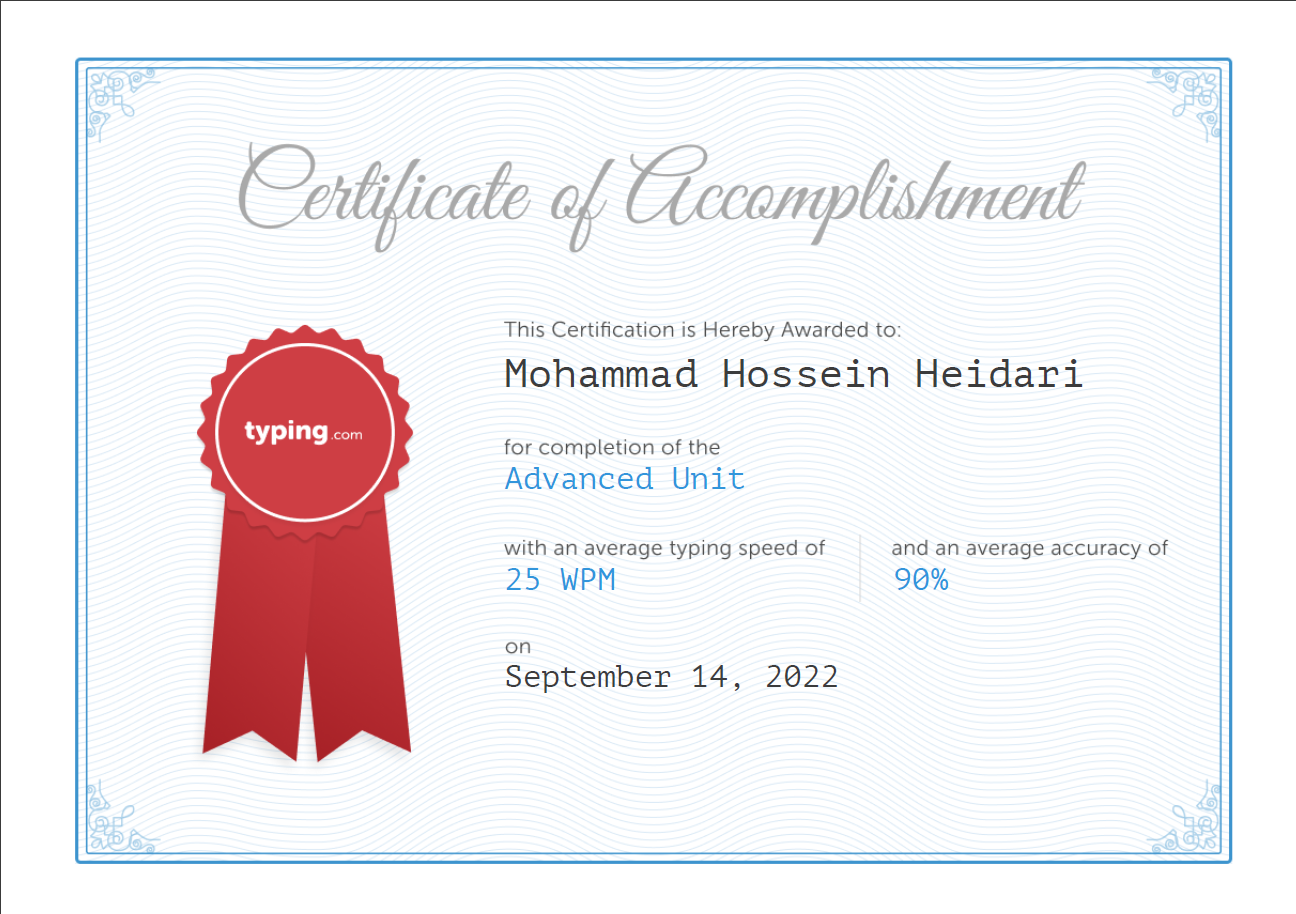 Certificate of Accomplishment
This Certification is Hereby Awarded to:
Mohammad Hossein Heidari
typing.com
for completion of the
Advanced Unit
with an average typing speed of
25 WPM
and an average accuracy of
90%
on
September 14, 2022